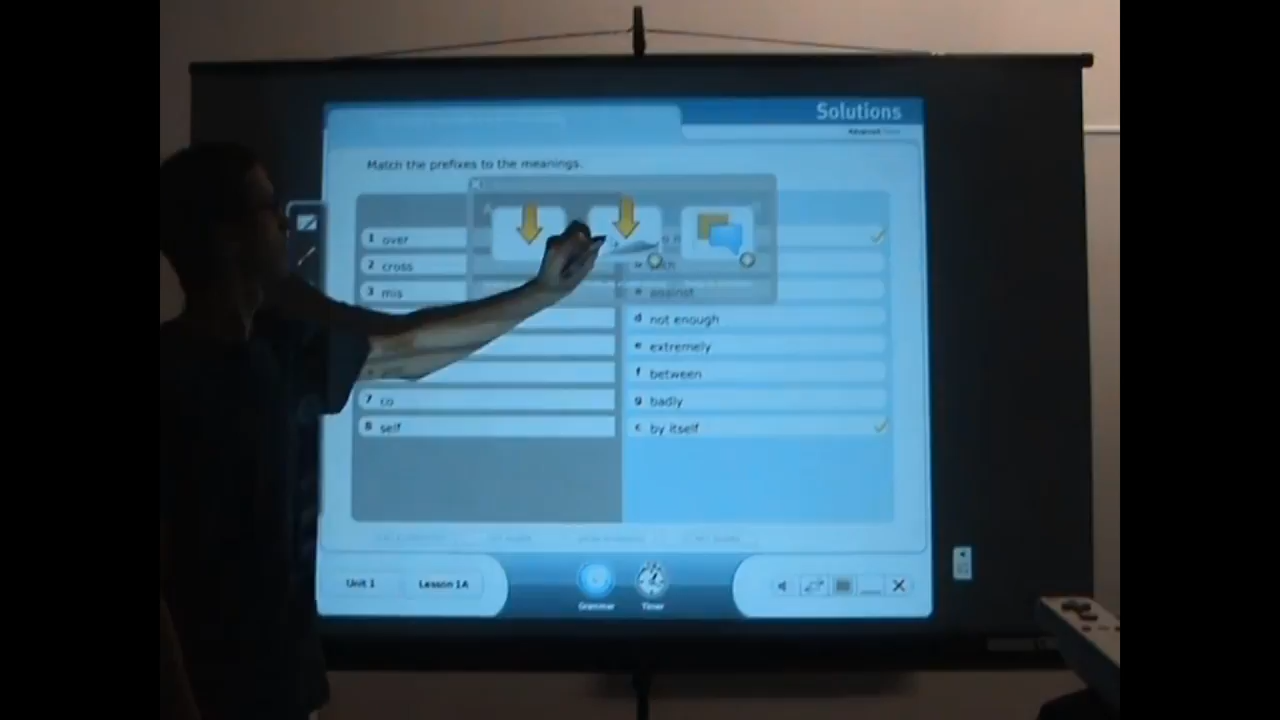 Solutions
Advanced
Match the prefixes to the meanings.
1 over
2 cross
3 mis
7 co
8 self
against
d not enough
e extremely
f between
g badly
c by itself
Unit 1
Lesson 1A
Grammar
Timer